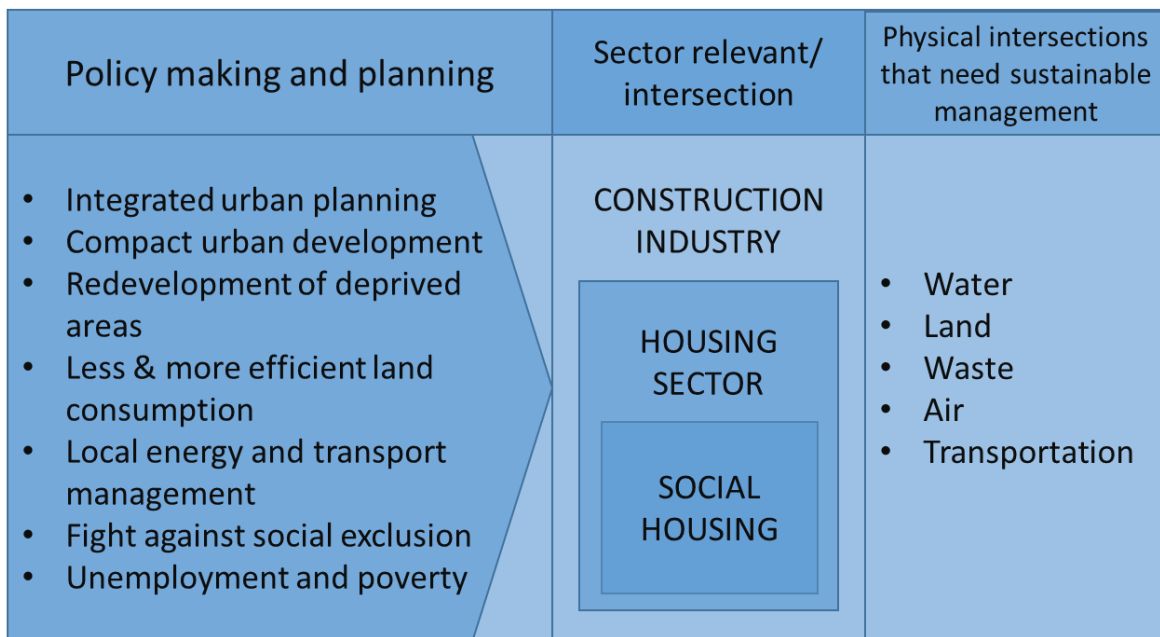 Policy making and planning
Sector relevant/
intersection
Physical intersections
that need sustainable
management
• Integrated urban planning
• Compact urban development
• Redevelopment of deprived
areas
• Less & more efficient land
consumption
• Local energy and transport
management
• Fight against social exclusion
• Unemployment and poverty
CONSTRUCTION
INDUSTRY
HOUSING
SECTOR
SOCIAL
HOUSING
• Water
• Land
• Waste
• Air
• Transportation